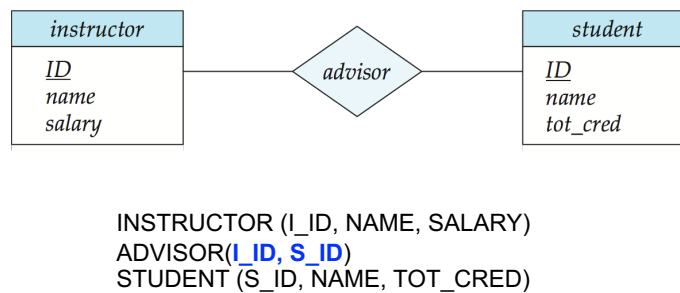 instructor
ID
name
salary
advisor
student
ID
name
tot_cred
INSTRUCTOR (I_ID, NAME, SALARY)
ADVISOR(I_ID, S_ID)
STUDENT (S_ID, NAME, TOT_CRED)